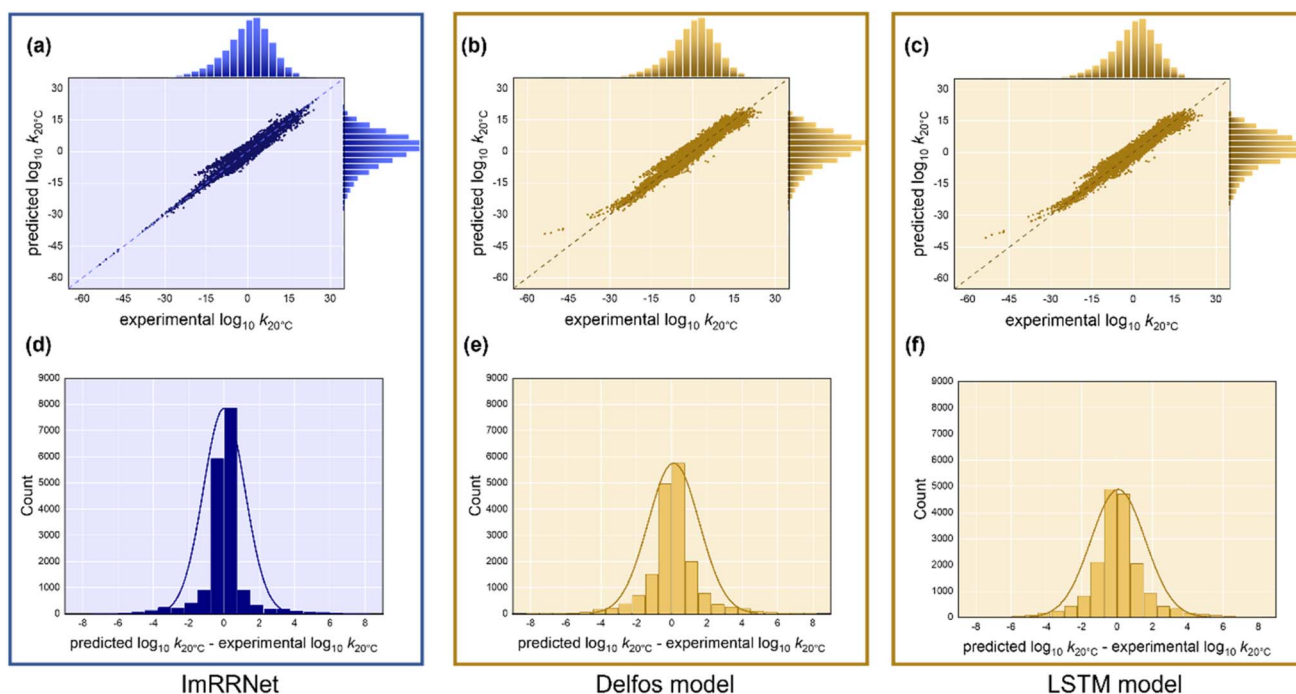 (a)
30
15
0
-15
-30
-45
-60
predicted log10 k20°C
-60 -45 -30 -15 0 15 30
experimental log10 k20°C
(d)
9000
8000
7000
6000
5000
4000
3000
2000
1000
0
Count
-8 -6 -4 -2 0 2 4 6 8
predicted log10 k20°C - experimental log10 k20°C
ImRRNet
(b)
30
15
0
-15
-30
-45
-60
predicted log10 k20°C
-60 -45 -30 -15 0 15 30
experimental log10 k20°C
(e)
9000
8000
7000
6000
5000
4000
3000
2000
1000
0
Count
-8 -6 -4 -2 0 2 4 6 8
predicted log10 k20°C - experimental log10 k20°C
Delfos model
(c)
30
15
0
-15
-30
-45
-60
predicted log10 k20°C
-60 -45 -30 -15 0 15 30
experimental log10 k20°C
(f)
9000
8000
7000
6000
5000
4000
3000
2000
1000
0
Count
-8 -6 -4 -2 0 2 4 6 8
predicted log10 k20°C - experimental log10 k20°C
LSTM model